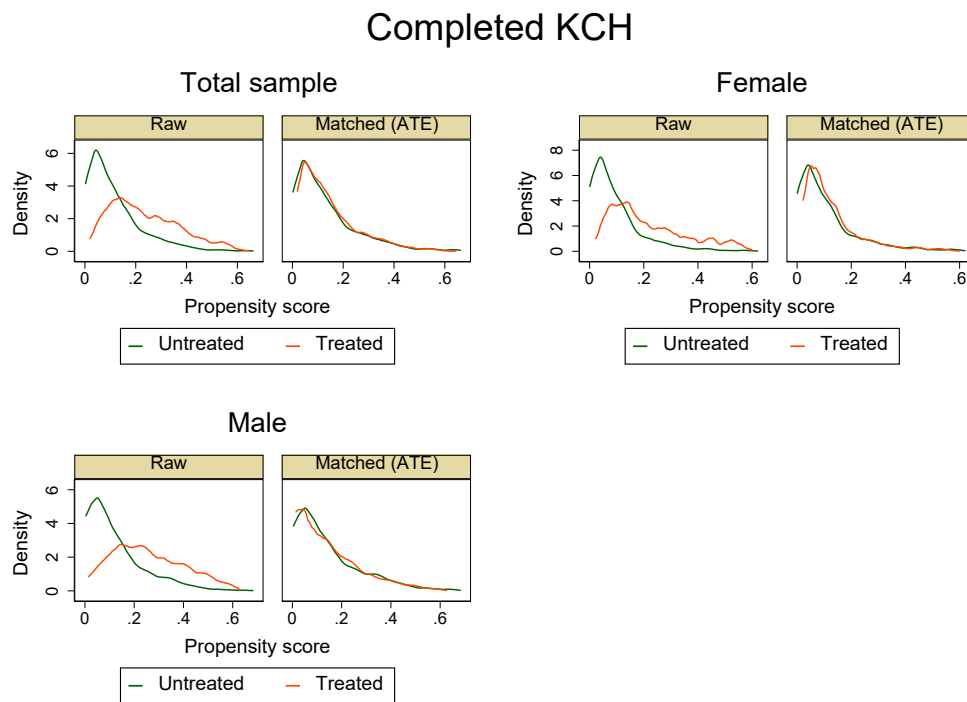 Completed KCH
Total sample
Raw
Matched (ATE)
Density
6
4
2
0
0 .2 .4 .6 0 .2 .4 .6
Propensity score
Untreated Treated
Female
Raw
Matched (ATE)
Density
8
6
4
2
0
0 .2 .4 .6 0 .2 .4 .6
Propensity score
Untreated Treated
Male
Raw
Matched (ATE)
Density
6
4
2
0
0 .2 .4 .6 0 .2 .4 .6
Propensity score
Untreated Treated